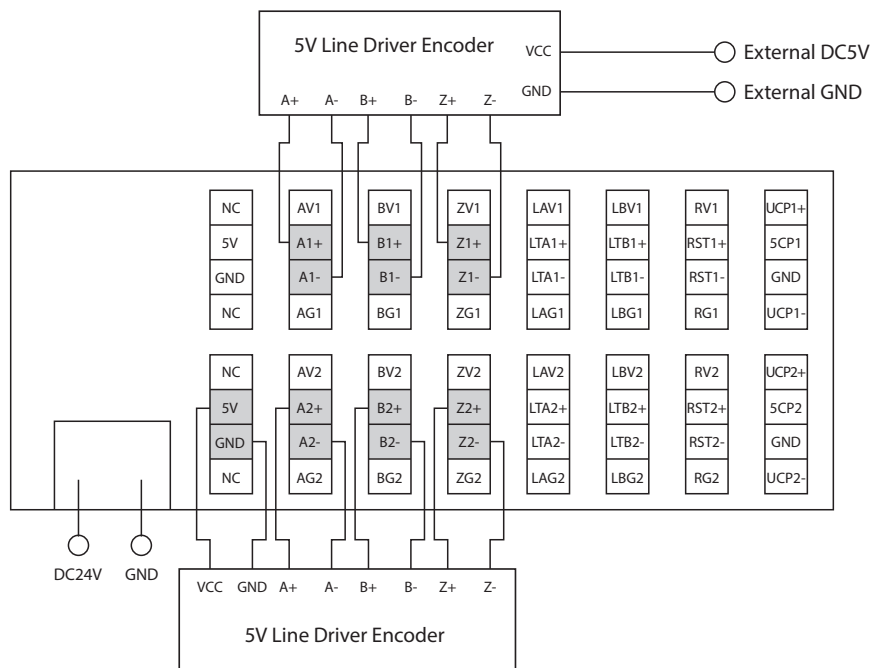 5V Line Driver Encoder
VCC
External DC5V
GND
External GND
A+ A- B+ B- Z+ Z-
NC AV1 BV1 ZV1 LAV1 LBV1 RV1 UCP1+
5V A1+ B1+ Z1+ LTA1+ LTB1+ RST1+ 5CP1
GND A1- B1- Z1- LTA1- LTB1- RST1- GND
NC AG1 BG1 ZG1 LAG1 LBG1 RG1 UCP1-
NC AV2 BV2 ZV2 LAV2 LBV2 RV2 UCP2+
5V A2+ B2+ Z2+ LTA2+ LTB2+ RST2+ 5CP2
GND A2- B2- Z2- LTA2- LTB2- RST2- GND
NC AG2 BG2 ZG2 LAG2 LBG2 RG2 UCP2-
DC24V GND
VCC GND A+ A- B+ B- Z+ Z-
5V Line Driver Encoder